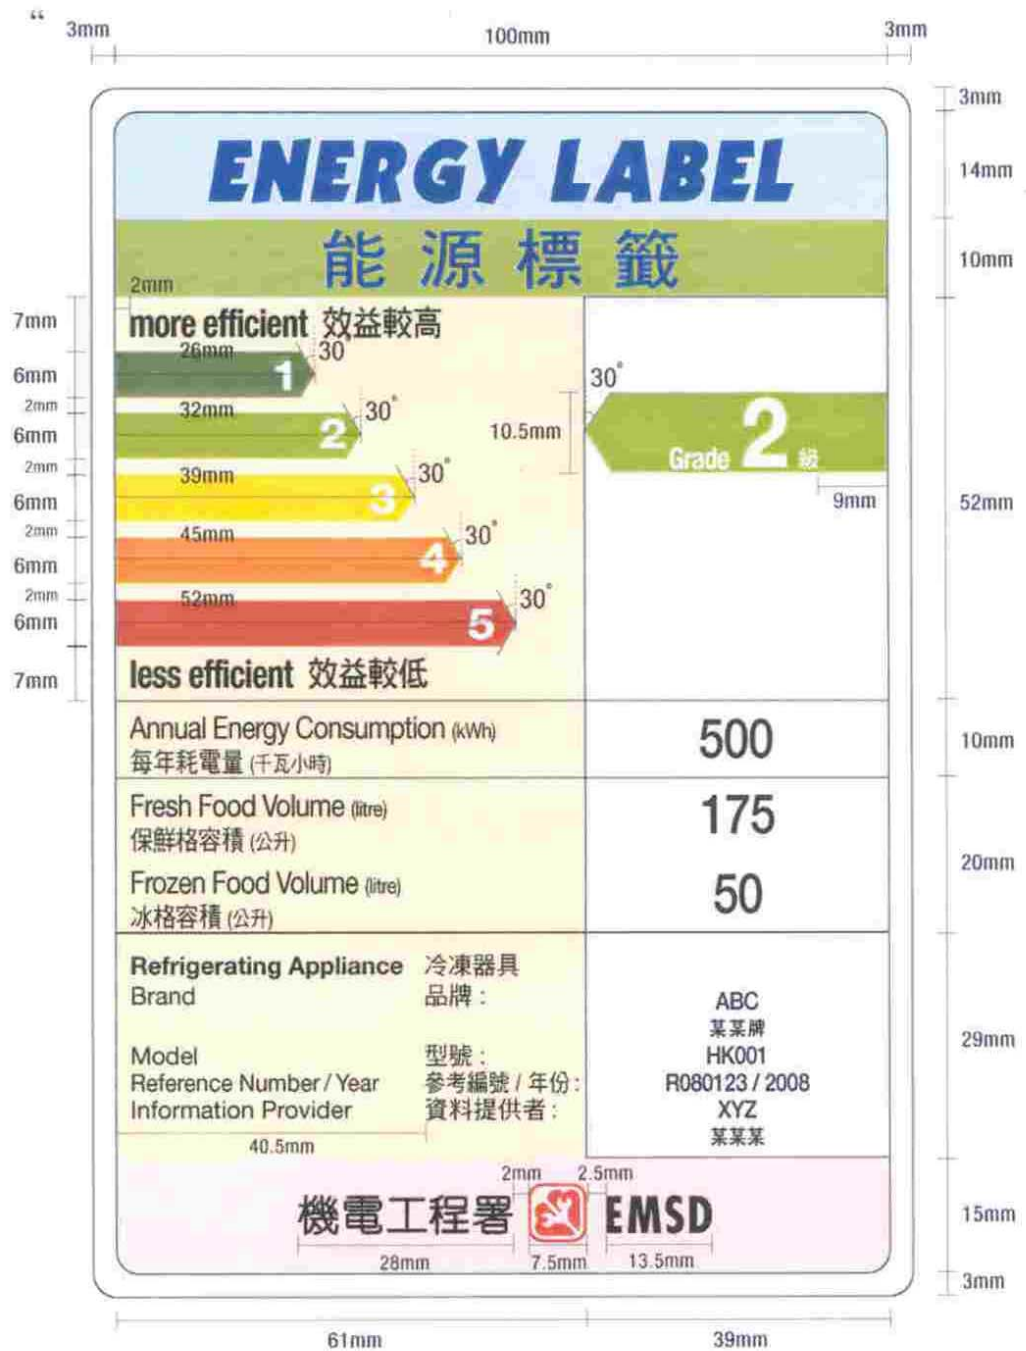 “
3mm 100mm 3mm
3mm
ENERGY LABEL
14mm
能源標籤
10mm
2mm
7mm
more efficient 效益較高
26mm 30°
6mm
1
30°
2mm
32mm 30°
6mm
2
10.5mm
Grade 2 級
2mm
39mm 30°
9mm
6mm
3
52mm
2mm
45mm 30°
6mm
4
2mm
52mm 30°
6mm
5
7mm
less efficient 效益較低
Annual Energy Consumption (kWh)
每年耗電量 (千瓦小時)
500
10mm
Fresh Food Volume (litre)
保鮮格容積 (公升)
175
20mm
Frozen Food Volume (litre)
冰格容積 (公升)
50
Refrigerating Appliance 冷凍器具
Brand 品牌 : ABC
某某牌
29mm
Model 型號 : HK001
Reference Number / Year 參考編號 / 年份 : R080123 / 2008
Information Provider 資料提供者 : XYZ
某某某
40.5mm
2mm 2.5mm
機電工程署 EMSD
15mm
28mm 7.5mm 13.5mm
3mm
61mm 39mm